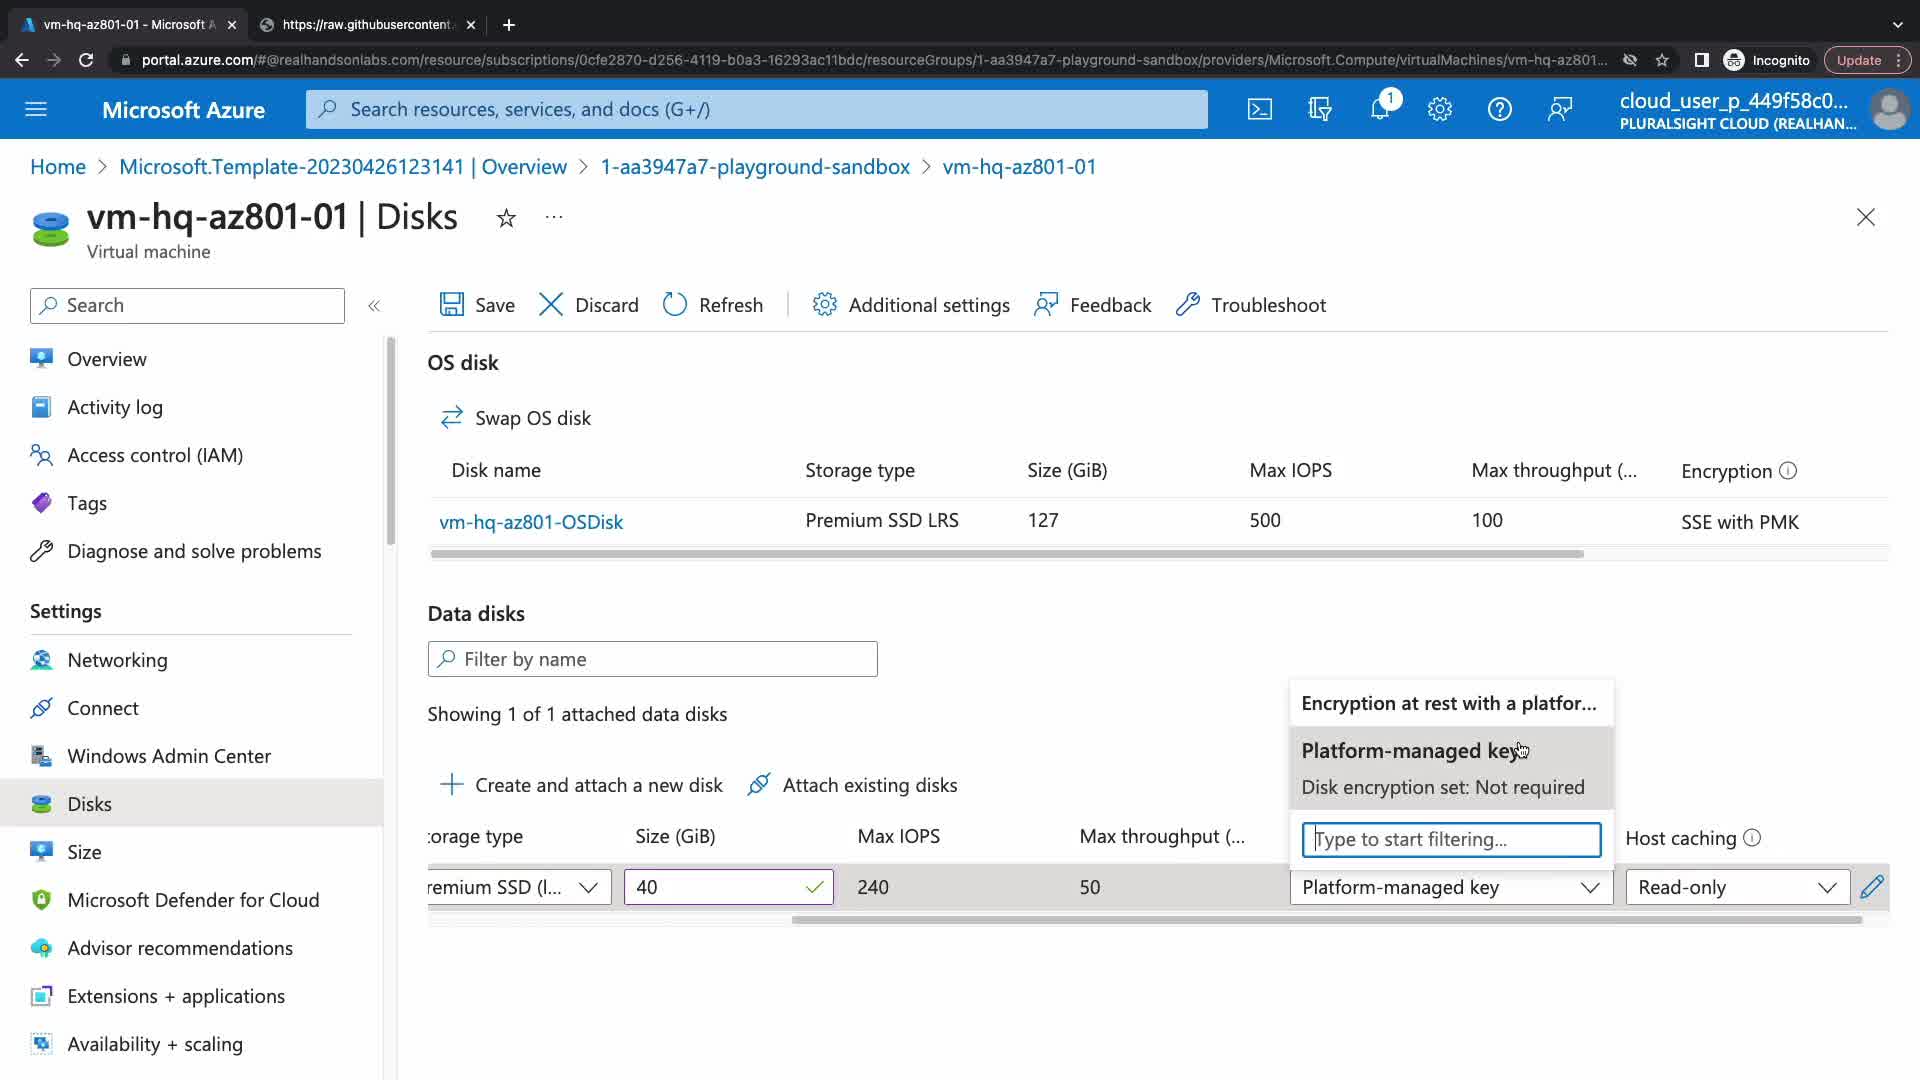 vm-hq-az801-01 - Microsoft A
https://raw.githubusercontent.
portal.azure.com/#@realhandsonlabs.com/resource/subscriptions/0cfe2870-d256-4119-b0a3-16293ac11bdc/resourceGroups/1-aa3947a7-playground-sandbox/providers/Microsoft.Compute/virtualMachines/vm-hq-az801...
Incognito
Update
Microsoft Azure
Search resources, services, and docs (G+/)
1
cloud_user_p_449f58c0...
PLURALSIGHT CLOUD (REALHAN...
Home > Microsoft.Template-20230426123141 | Overview > 1-aa3947a7-playground-sandbox > vm-hq-az801-01
vm-hq-az801-01 | Disks
Virtual machine
Search
Overview
Activity log
Access control (IAM)
Tags
Diagnose and solve problems
Settings
Networking
Connect
Windows Admin Center
Disks
Size
Microsoft Defender for Cloud
Advisor recommendations
Extensions + applications
Availability + scaling
Save
Discard
Refresh
Additional settings
Feedback
Troubleshoot
OS disk
Swap OS disk
Disk name Storage type Size (GiB) Max IOPS Max throughput (... Encryption
vm-hq-az801-OSDisk Premium SSD LRS 127 500 100 SSE with PMK
Data disks
Filter by name
Showing 1 of 1 attached data disks
Create and attach a new disk
Attach existing disks
Encryption at rest with a platfor...
Platform-managed key
Disk encryption set: Not required
Type to start filtering...
torage type Size (GiB) Max IOPS Max throughput (... Host caching
remium SSD (l... 40 240 50 Platform-managed key Read-only